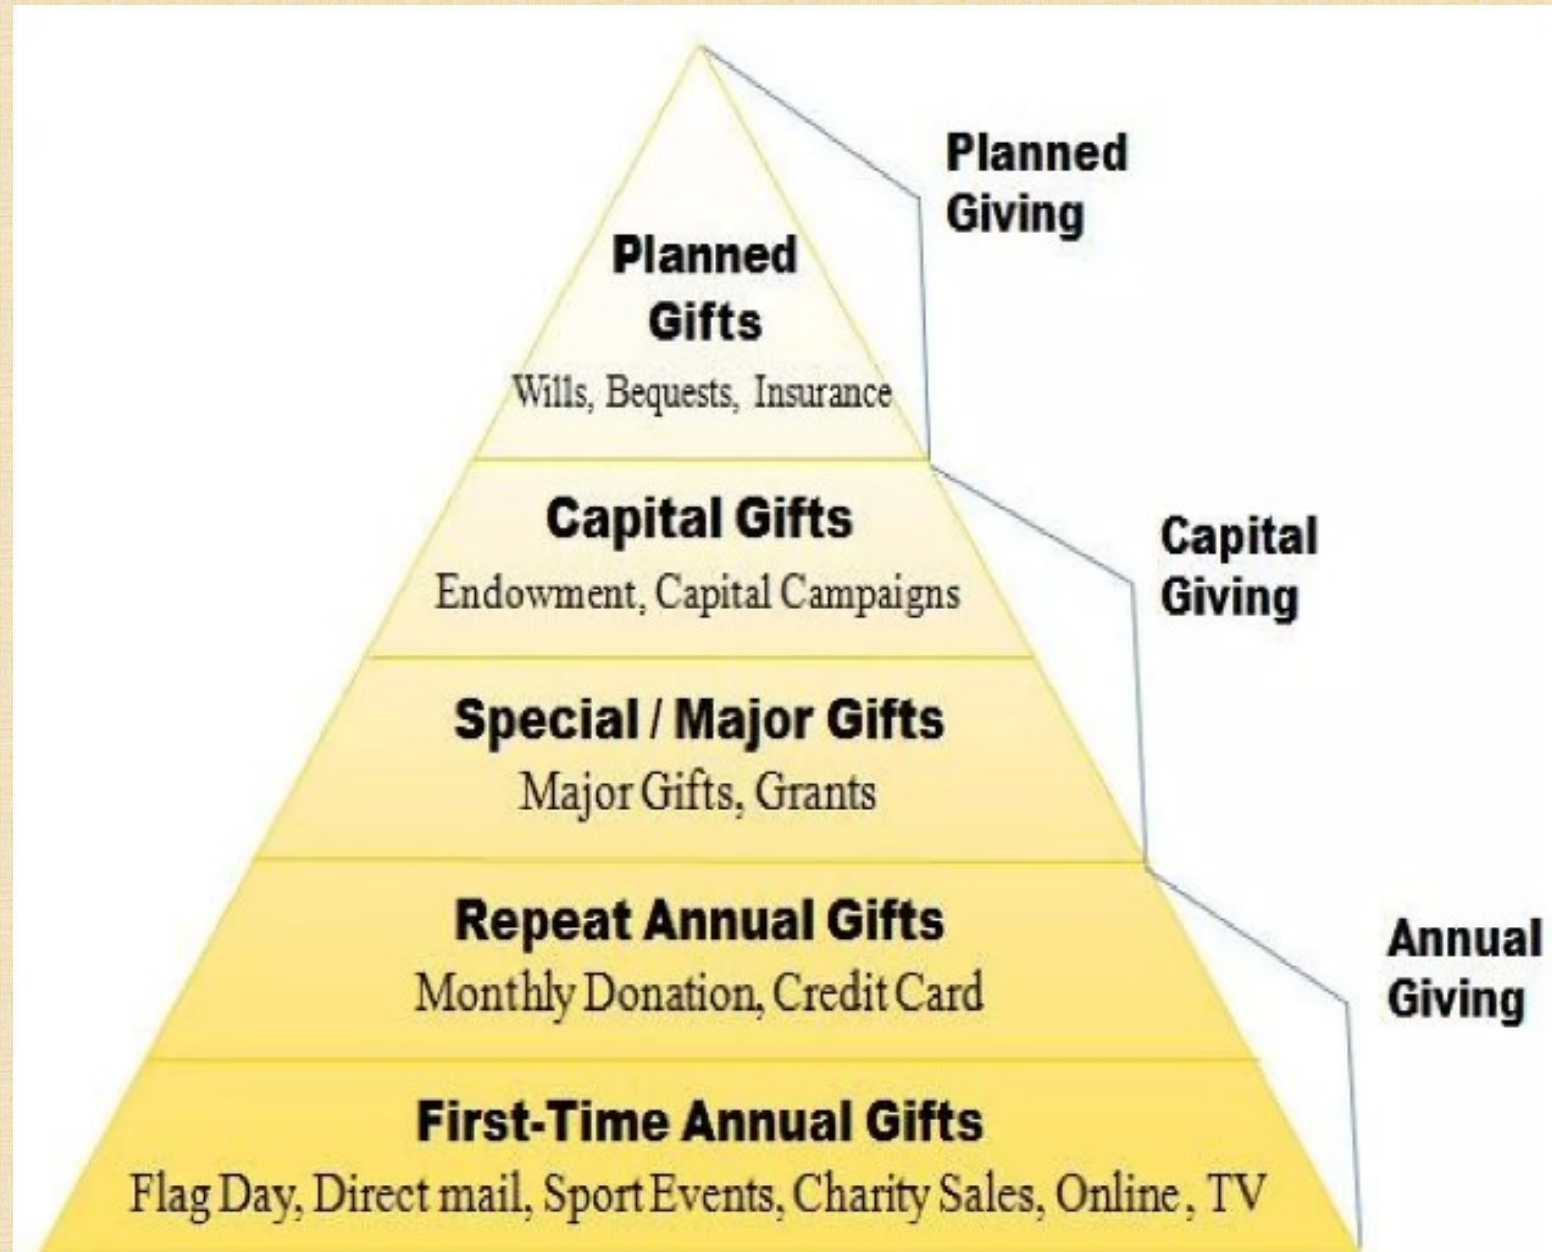 Planned
Giving
Planned
Gifts
Wills, Bequests, Insurance
Capital Gifts
Endowment, Capital Campaigns
Capital
Giving
Special / Major Gifts
Major Gifts, Grants
Repeat Annual Gifts
Monthly Donation, Credit Card
Annual
Giving
First-Time Annual Gifts
Flag Day, Direct mail, Sport Events, Charity Sales, Online, TV